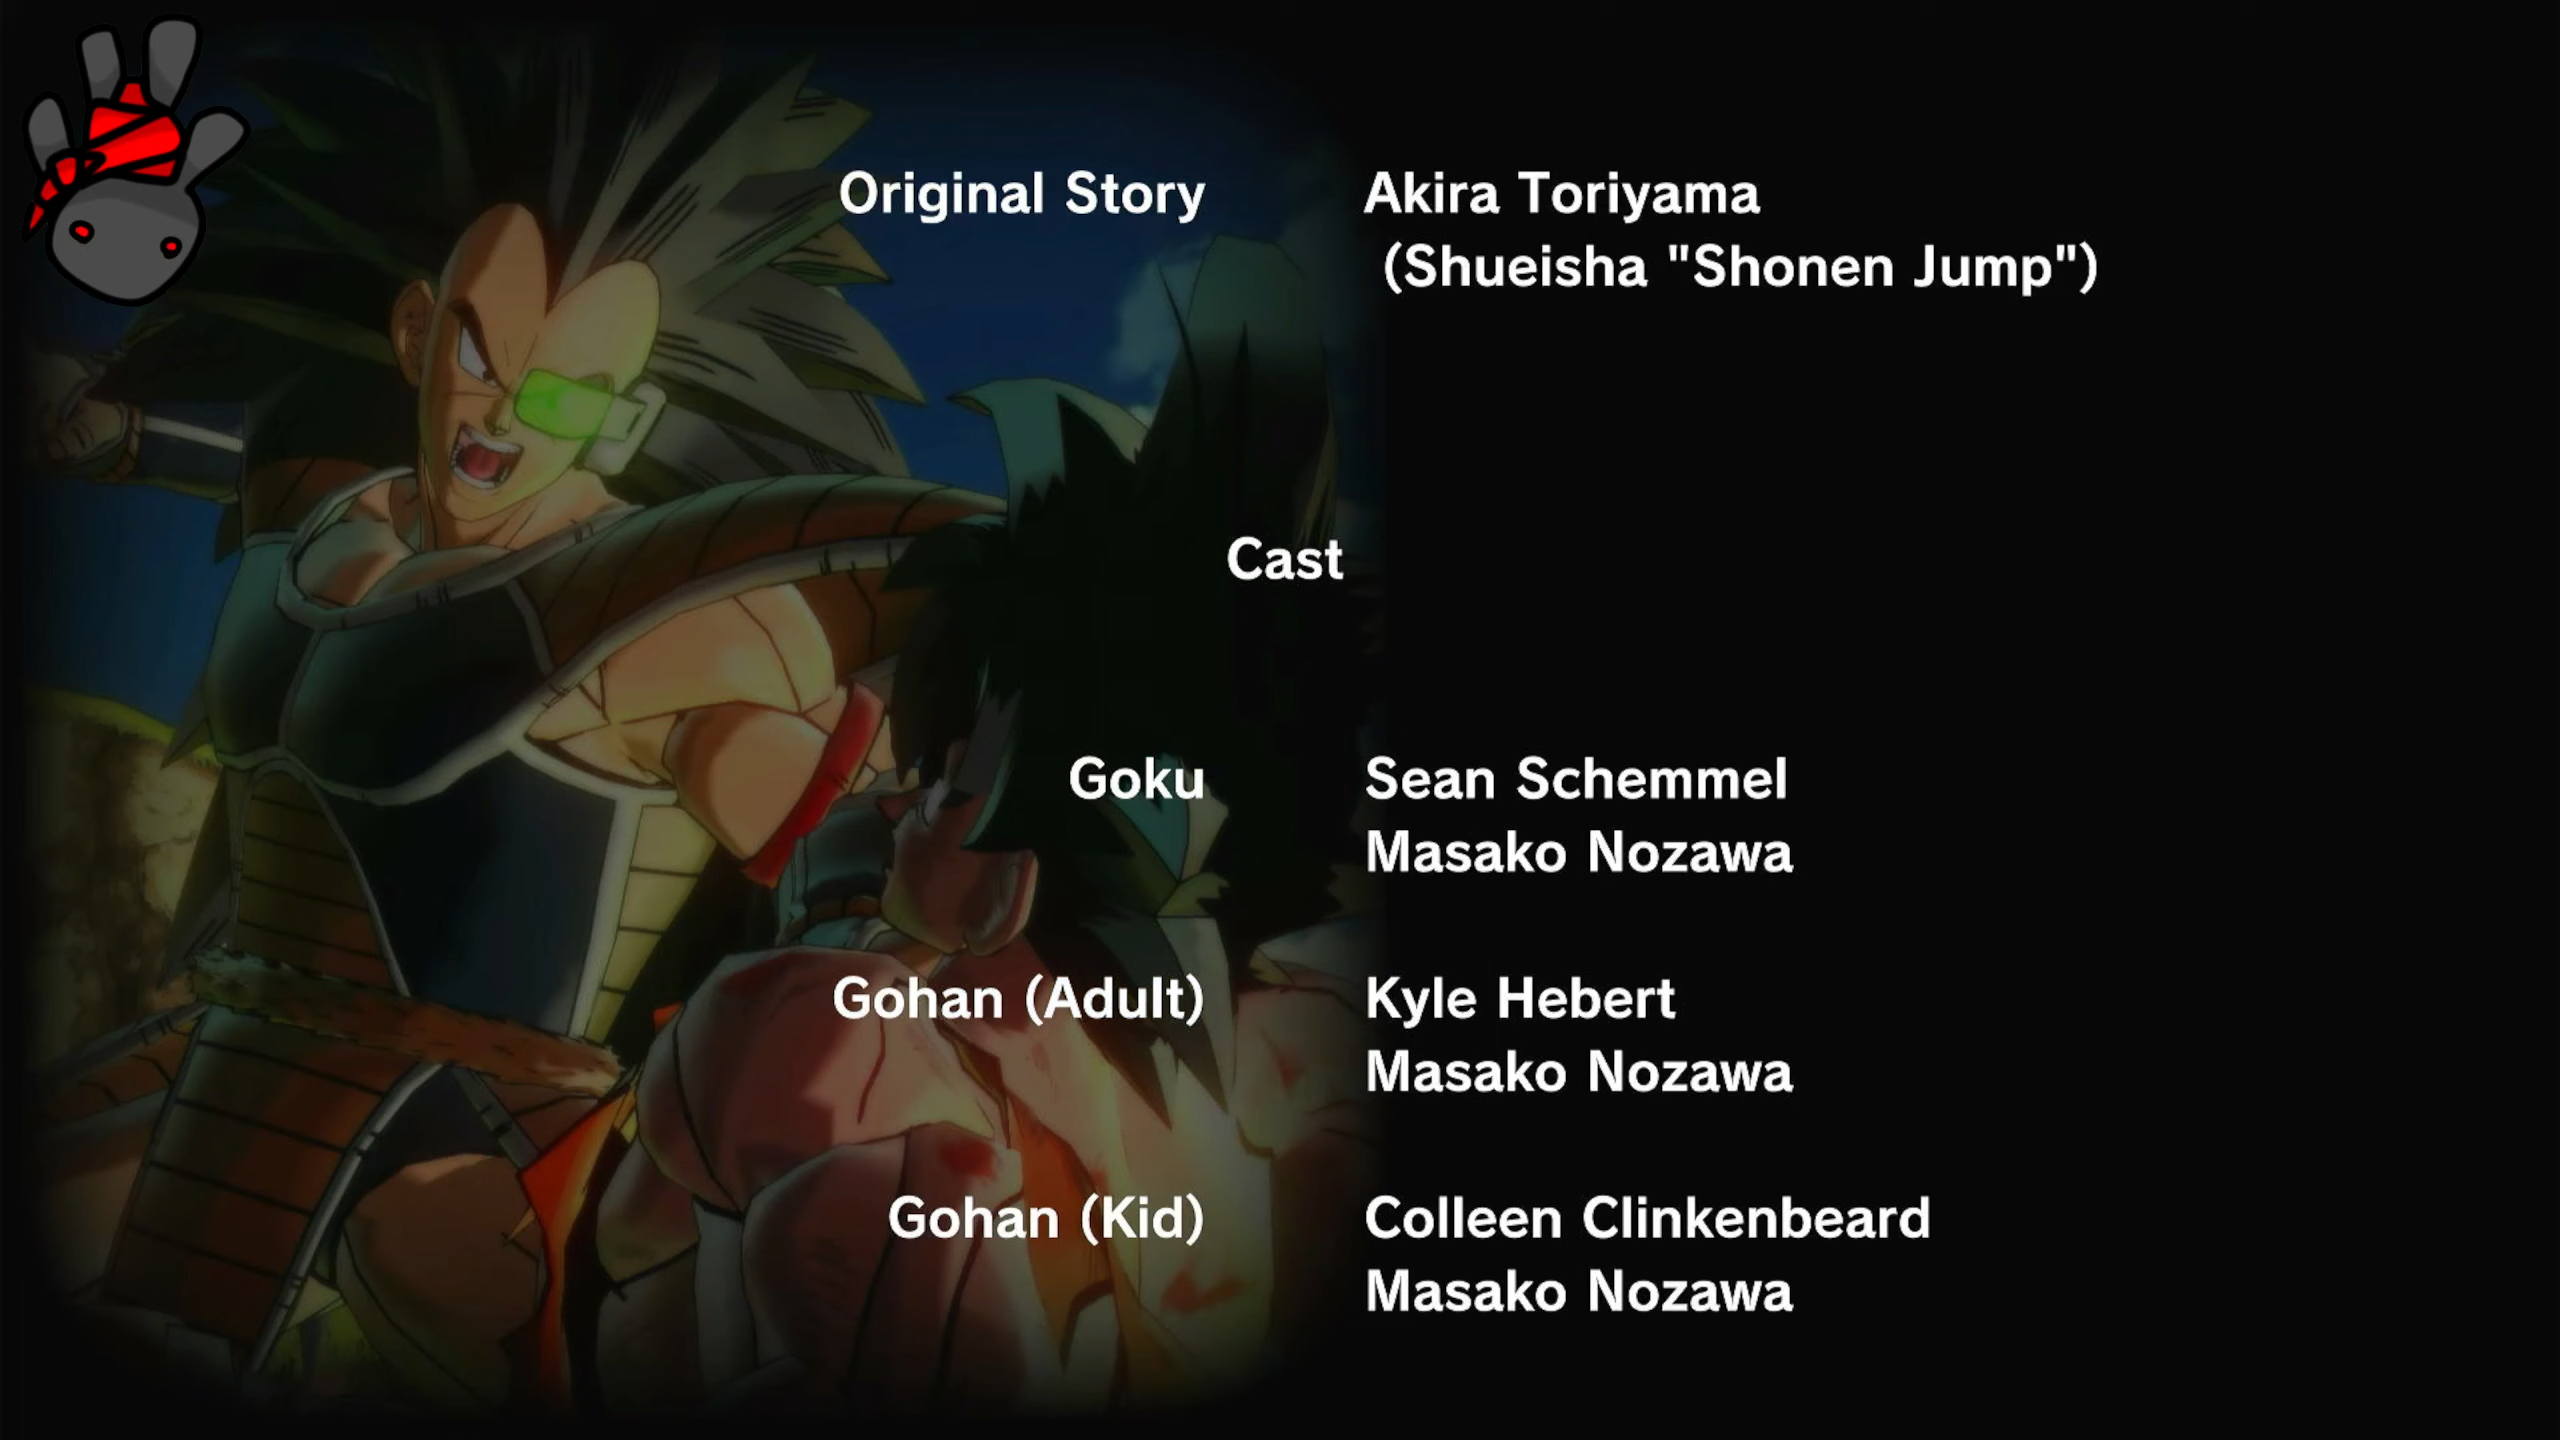 Original Story Akira Toriyama
(Shueisha "Shonen Jump")
Cast
Goku Sean Schemmel
Masako Nozawa
Gohan (Adult) Kyle Hebert
Masako Nozawa
Gohan (Kid) Colleen Clinkenbeard
Masako Nozawa